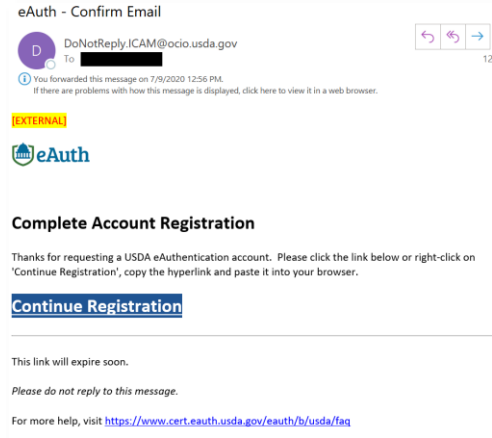 eAuth - Confirm Email
D
DoNotReply.ICAM@ocio.usda.gov
To
12
You forwarded this message on 7/9/2020 12:56 PM.
If there are problems with how this message is displayed, click here to view it in a web browser.
[EXTERNAL]
eAuth
Complete Account Registration
Thanks for requesting a USDA eAuthentication account. Please click the link below or right-click on
'Continue Registration', copy the hyperlink and paste it into your browser.
Continue Registration
This link will expire soon.
Please do not reply to this message.
For more help, visit https://www.cert.eauth.usda.gov/eauth/b/usda/faq